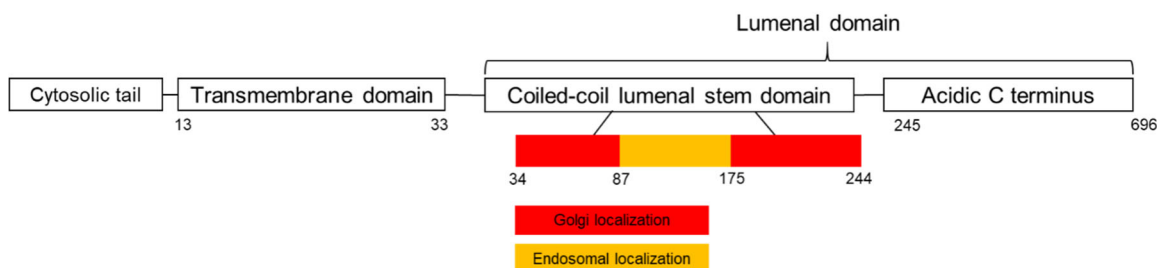 Lumenal domain
Cytosolic tail Transmembrane domain Coiled-coil lumenal stem domain Acidic C terminus
13 33 245 696
34 87 175 244
Golgi localization
Endosomal localization